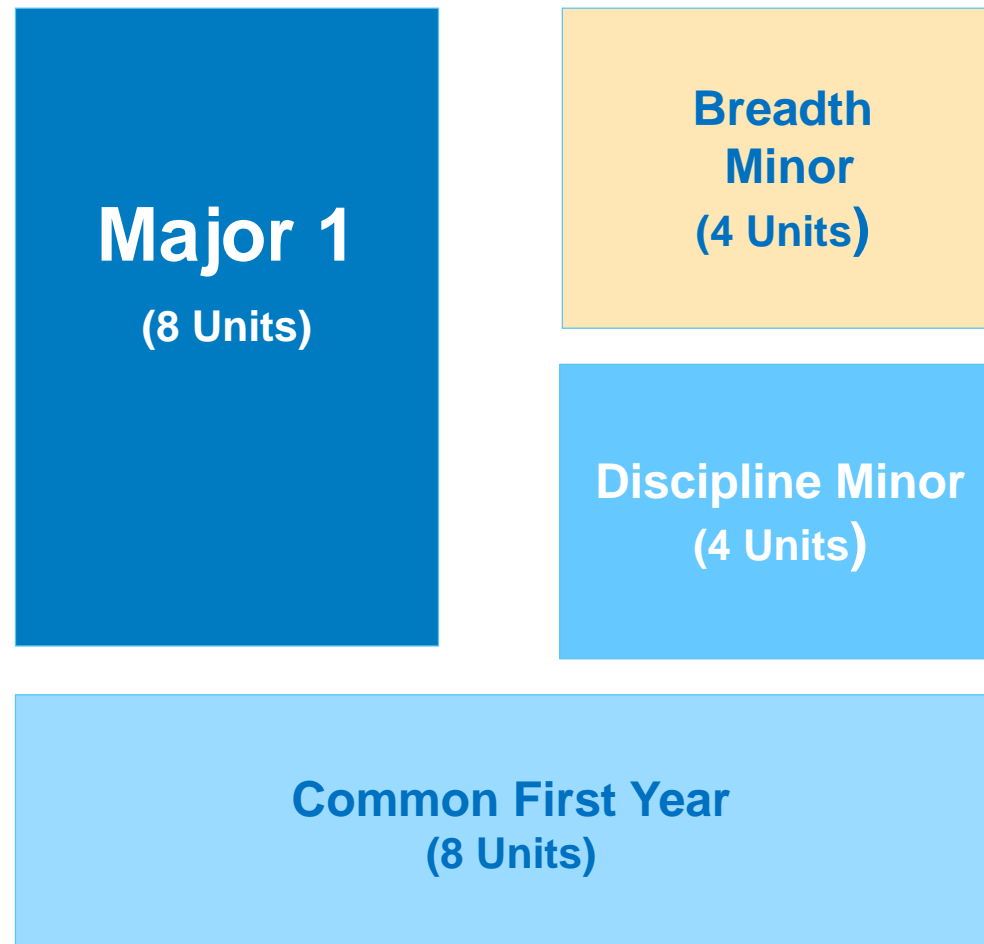 Major 1
(8 Units)
Breadth
Minor
(4 Units)
Discipline Minor
(4 Units)
Common First Year
(8 Units)